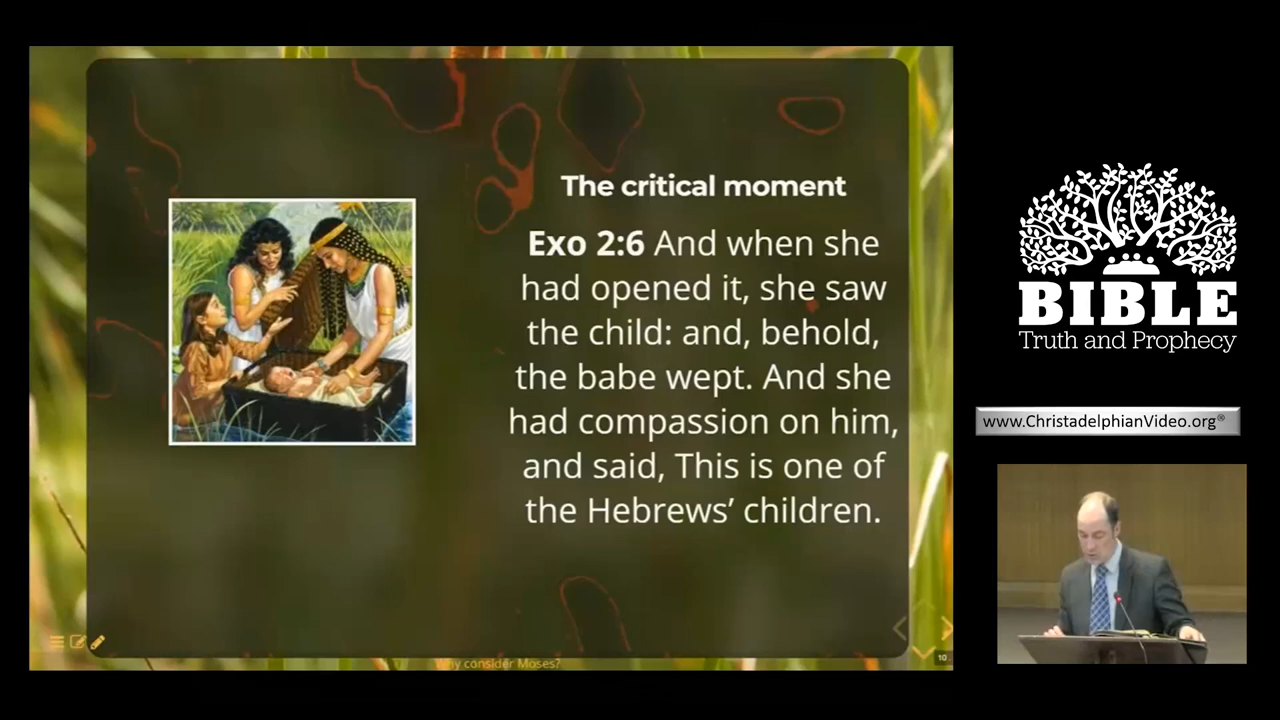 The critical moment
Exo 2:6 And when she
had opened it, she saw
the child: and, behold,
the babe wept. And she
had compassion on him,
and said, This is one of
the Hebrews’ children.
Why consider Moses?
10
BIBLE
Truth and Prophecy
www.ChristadelphianVideo.org®